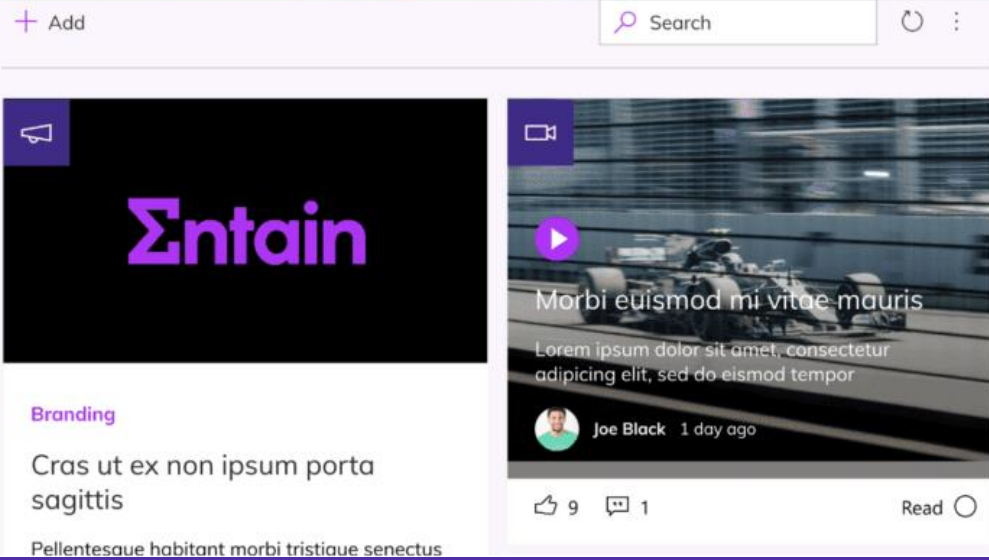 Add
Search
Σntain
Branding
Cras ut ex non ipsum porta
sagittis
Pellentesque habitant morbi tristique senectus
Morbi euismod mi vitae mauris
Lorem ipsum dolor sit amet, consectetur
adipicing elit, sed do eismod tempor
Joe Black 1 day ago
9 1 Read